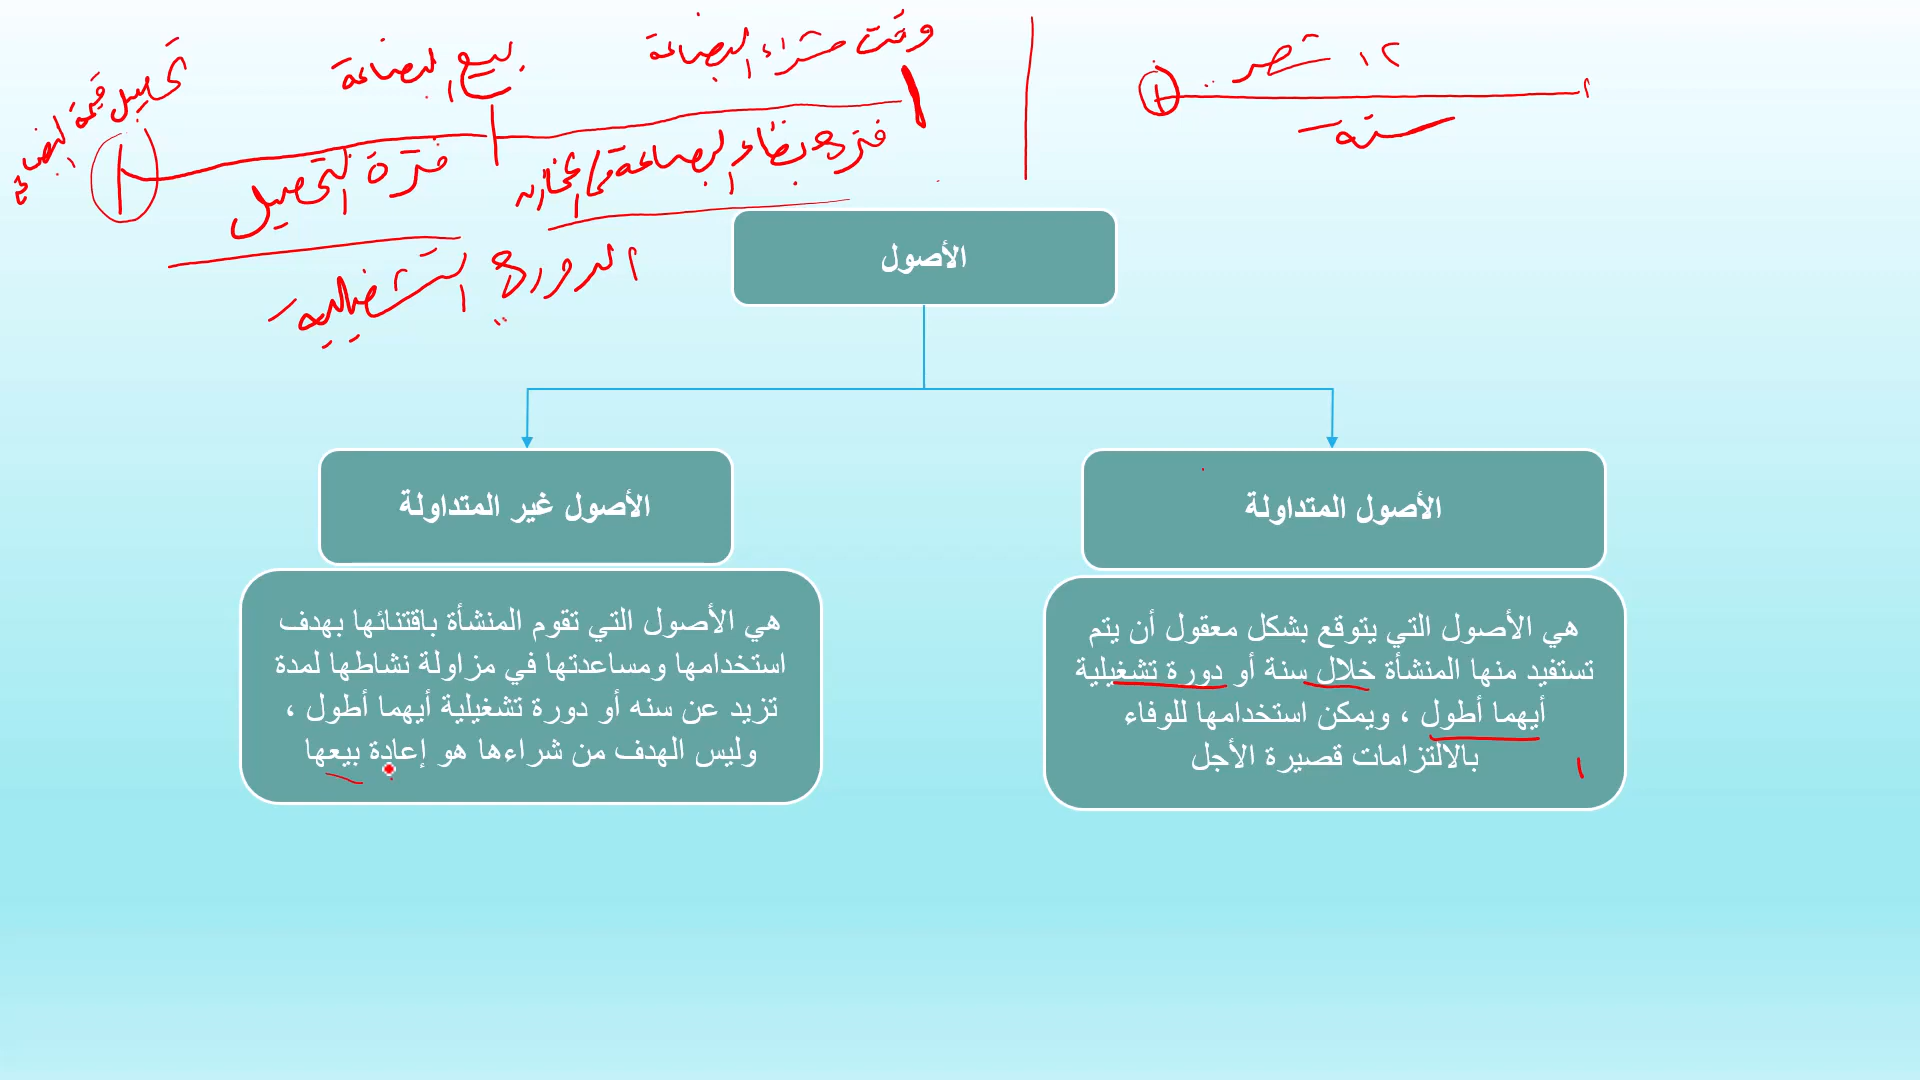 ١٢ شهر
سنة
وقت شراء البضاعة
بيع البضاعة
تحصيل قيمة البضاعة
فترة بقاء البضاعة في المخازن
فترة التحصيل
الدورة التشغيلية
الأصول
الأصول المتداولة
هي الأصول التي يتوقع بشكل معقول أن يتم
تستفيد منها المنشأة خلال سنة أو دورة تشغيلية
أيهما أطول ، ويمكن استخدامها للوفاء
بالالتزامات قصيرة الأجل
الأصول غير المتداولة
هي الأصول التي تقوم المنشأة باقتنائها بهدف
استخدامها ومساعدتها في مزاولة نشاطها لمدة
تزيد عن سنه أو دورة تشغيلية أيهما أطول ،
وليس الهدف من شراءها هو إعادة بيعها